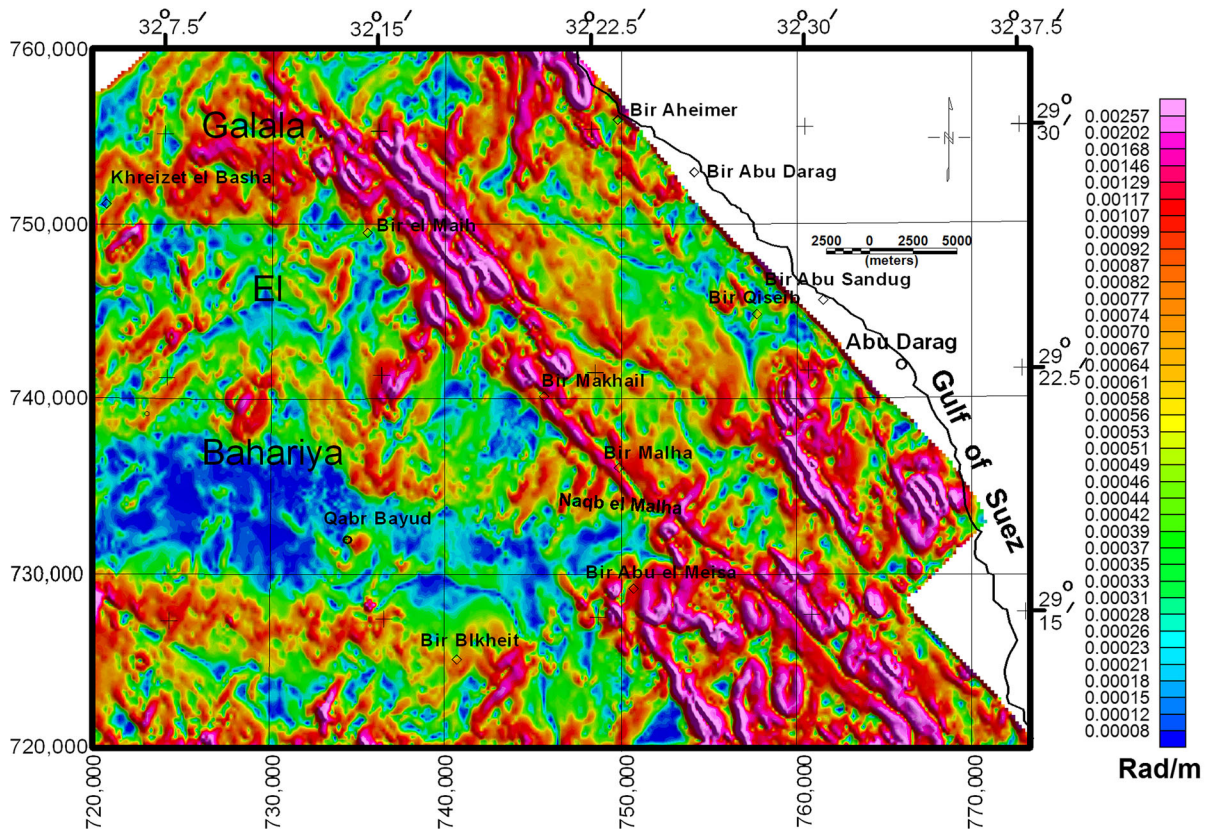 32° 7.5′
32° 15′
32° 22.5′
32° 30′
32° 37.5′
760,000
750,000
740,000
730,000
720,000
Bir Aheimer
Galala
29° 30′
N
Khreizet el Basha
Bir Abu Darag
Bir el Malh
2500 0 2500 5000
(meters)
El
Bir Abu Sandug
Bir Qiseib
Abu Darag
29° 22.5′
Bir Makhail
Gulf of Suez
Bahariya
Bir Malha
Naqb el Malha
Qabr Bayud
Bir Abu el Meisa
29° 15′
Bir Blkheit
720,000
730,000
740,000
750,000
760,000
770,000
0.00257
0.00202
0.00168
0.00146
0.00129
0.00117
0.00107
0.00099
0.00092
0.00087
0.00082
0.00077
0.00074
0.00070
0.00067
0.00064
0.00061
0.00058
0.00056
0.00053
0.00051
0.00049
0.00046
0.00044
0.00042
0.00039
0.00037
0.00035
0.00033
0.00031
0.00028
0.00026
0.00023
0.00021
0.00018
0.00015
0.00012
0.00008
Rad/m